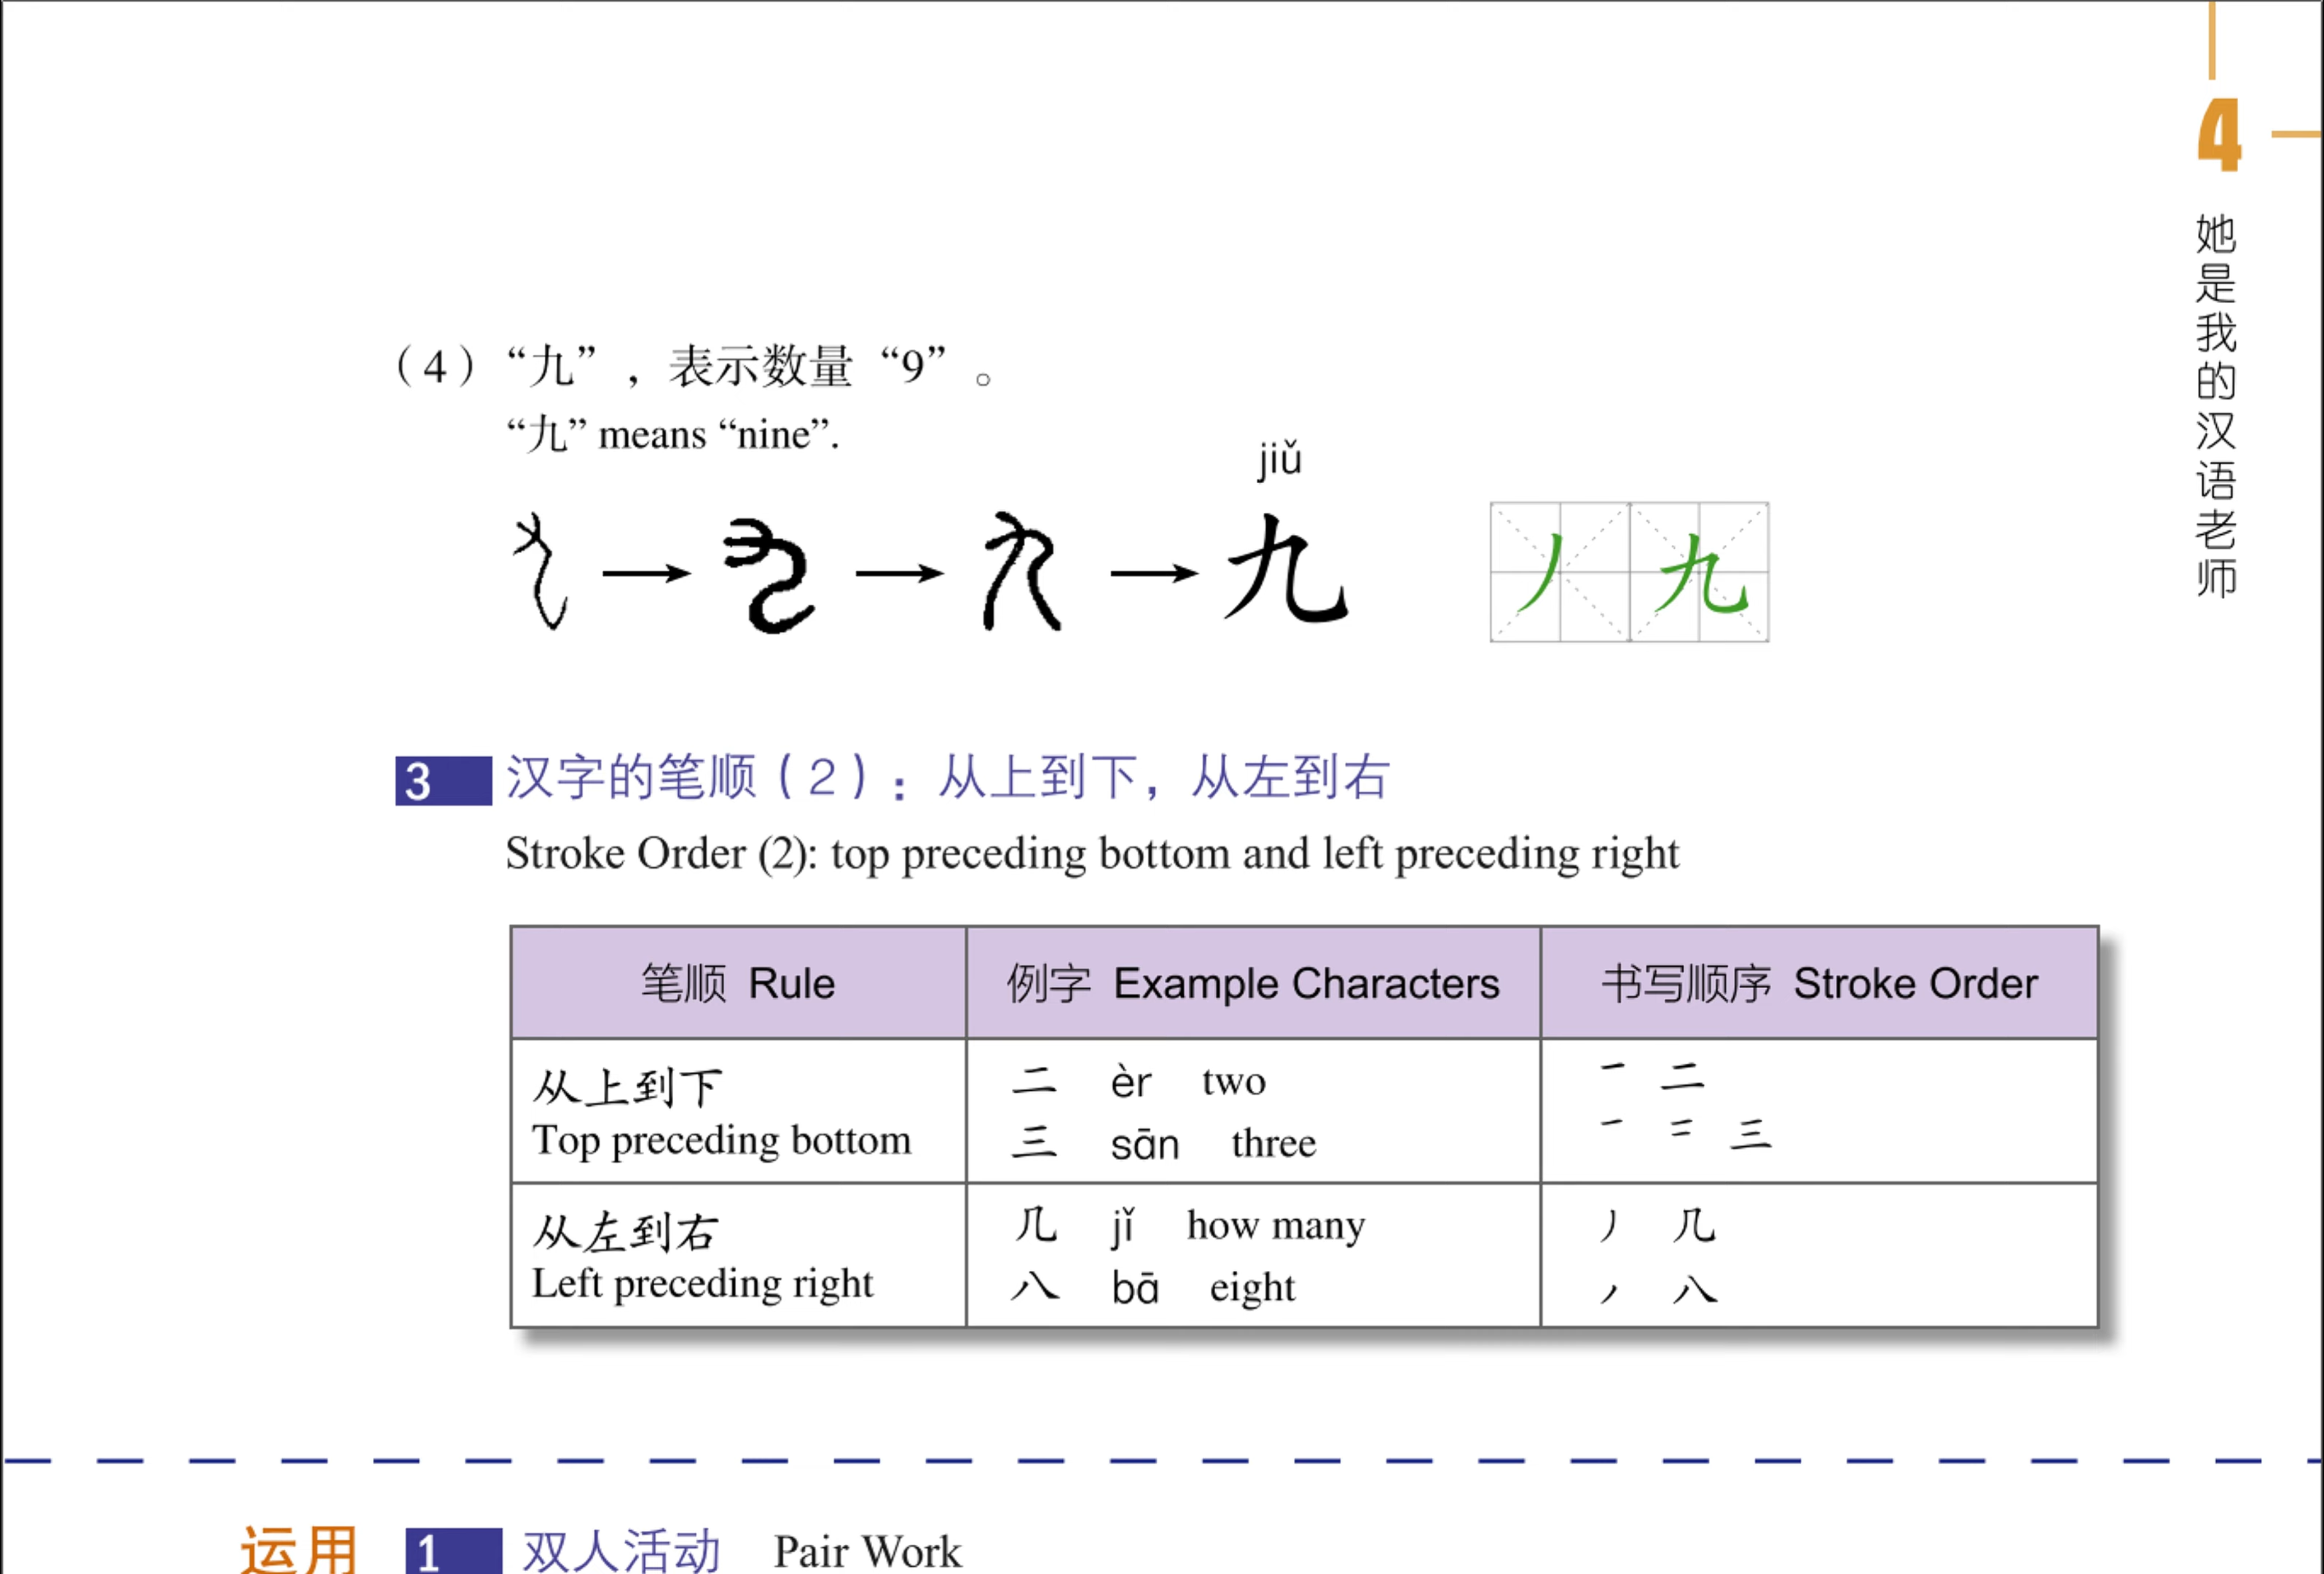 4
她是我的汉语老师
（4）“九”，表示数量“9”。
“九” means “nine”.
jiǔ
九
丿 九
3 汉字的笔顺（2）：从上到下，从左到右
Stroke Order (2): top preceding bottom and left preceding right
笔顺 Rule 例字 Example Characters 书写顺序 Stroke Order
从上到下 二 èr two 一 二
Top preceding bottom 三 sān three 一 二 三
从左到右 几 jǐ how many 丿 几
Left preceding right 八 bā eight 丿 八
运用 1 双人活动 Pair Work